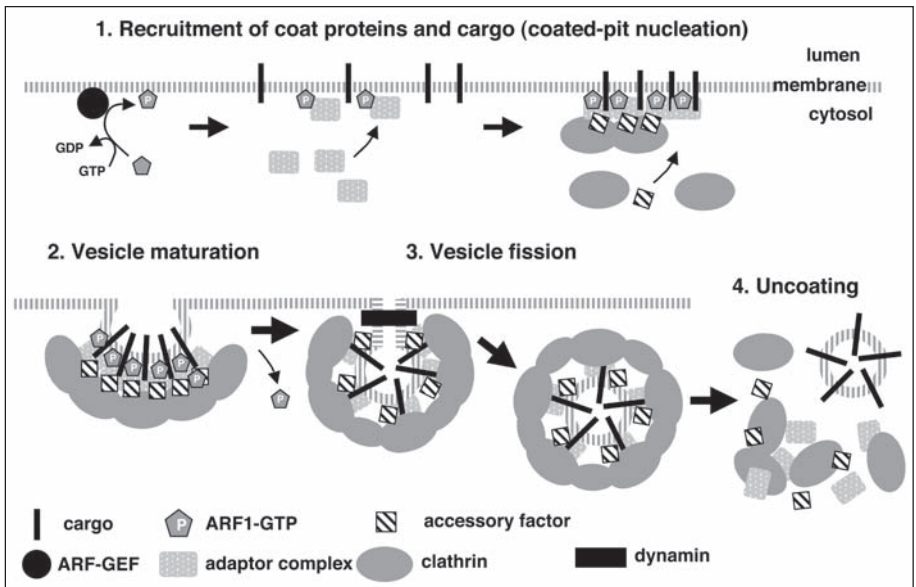 1. Recruitment of coat proteins and cargo (coated-pit nucleation)
lumen
membrane
cytosol
P
P
P
P
P
P
P
GDP
GTP
2. Vesicle maturation
3. Vesicle fission
4. Uncoating
P
P
P
P
P
P
P
cargo
P
ARF1-GTP
accessory factor
ARF-GEF
adaptor complex
clathrin
dynamin